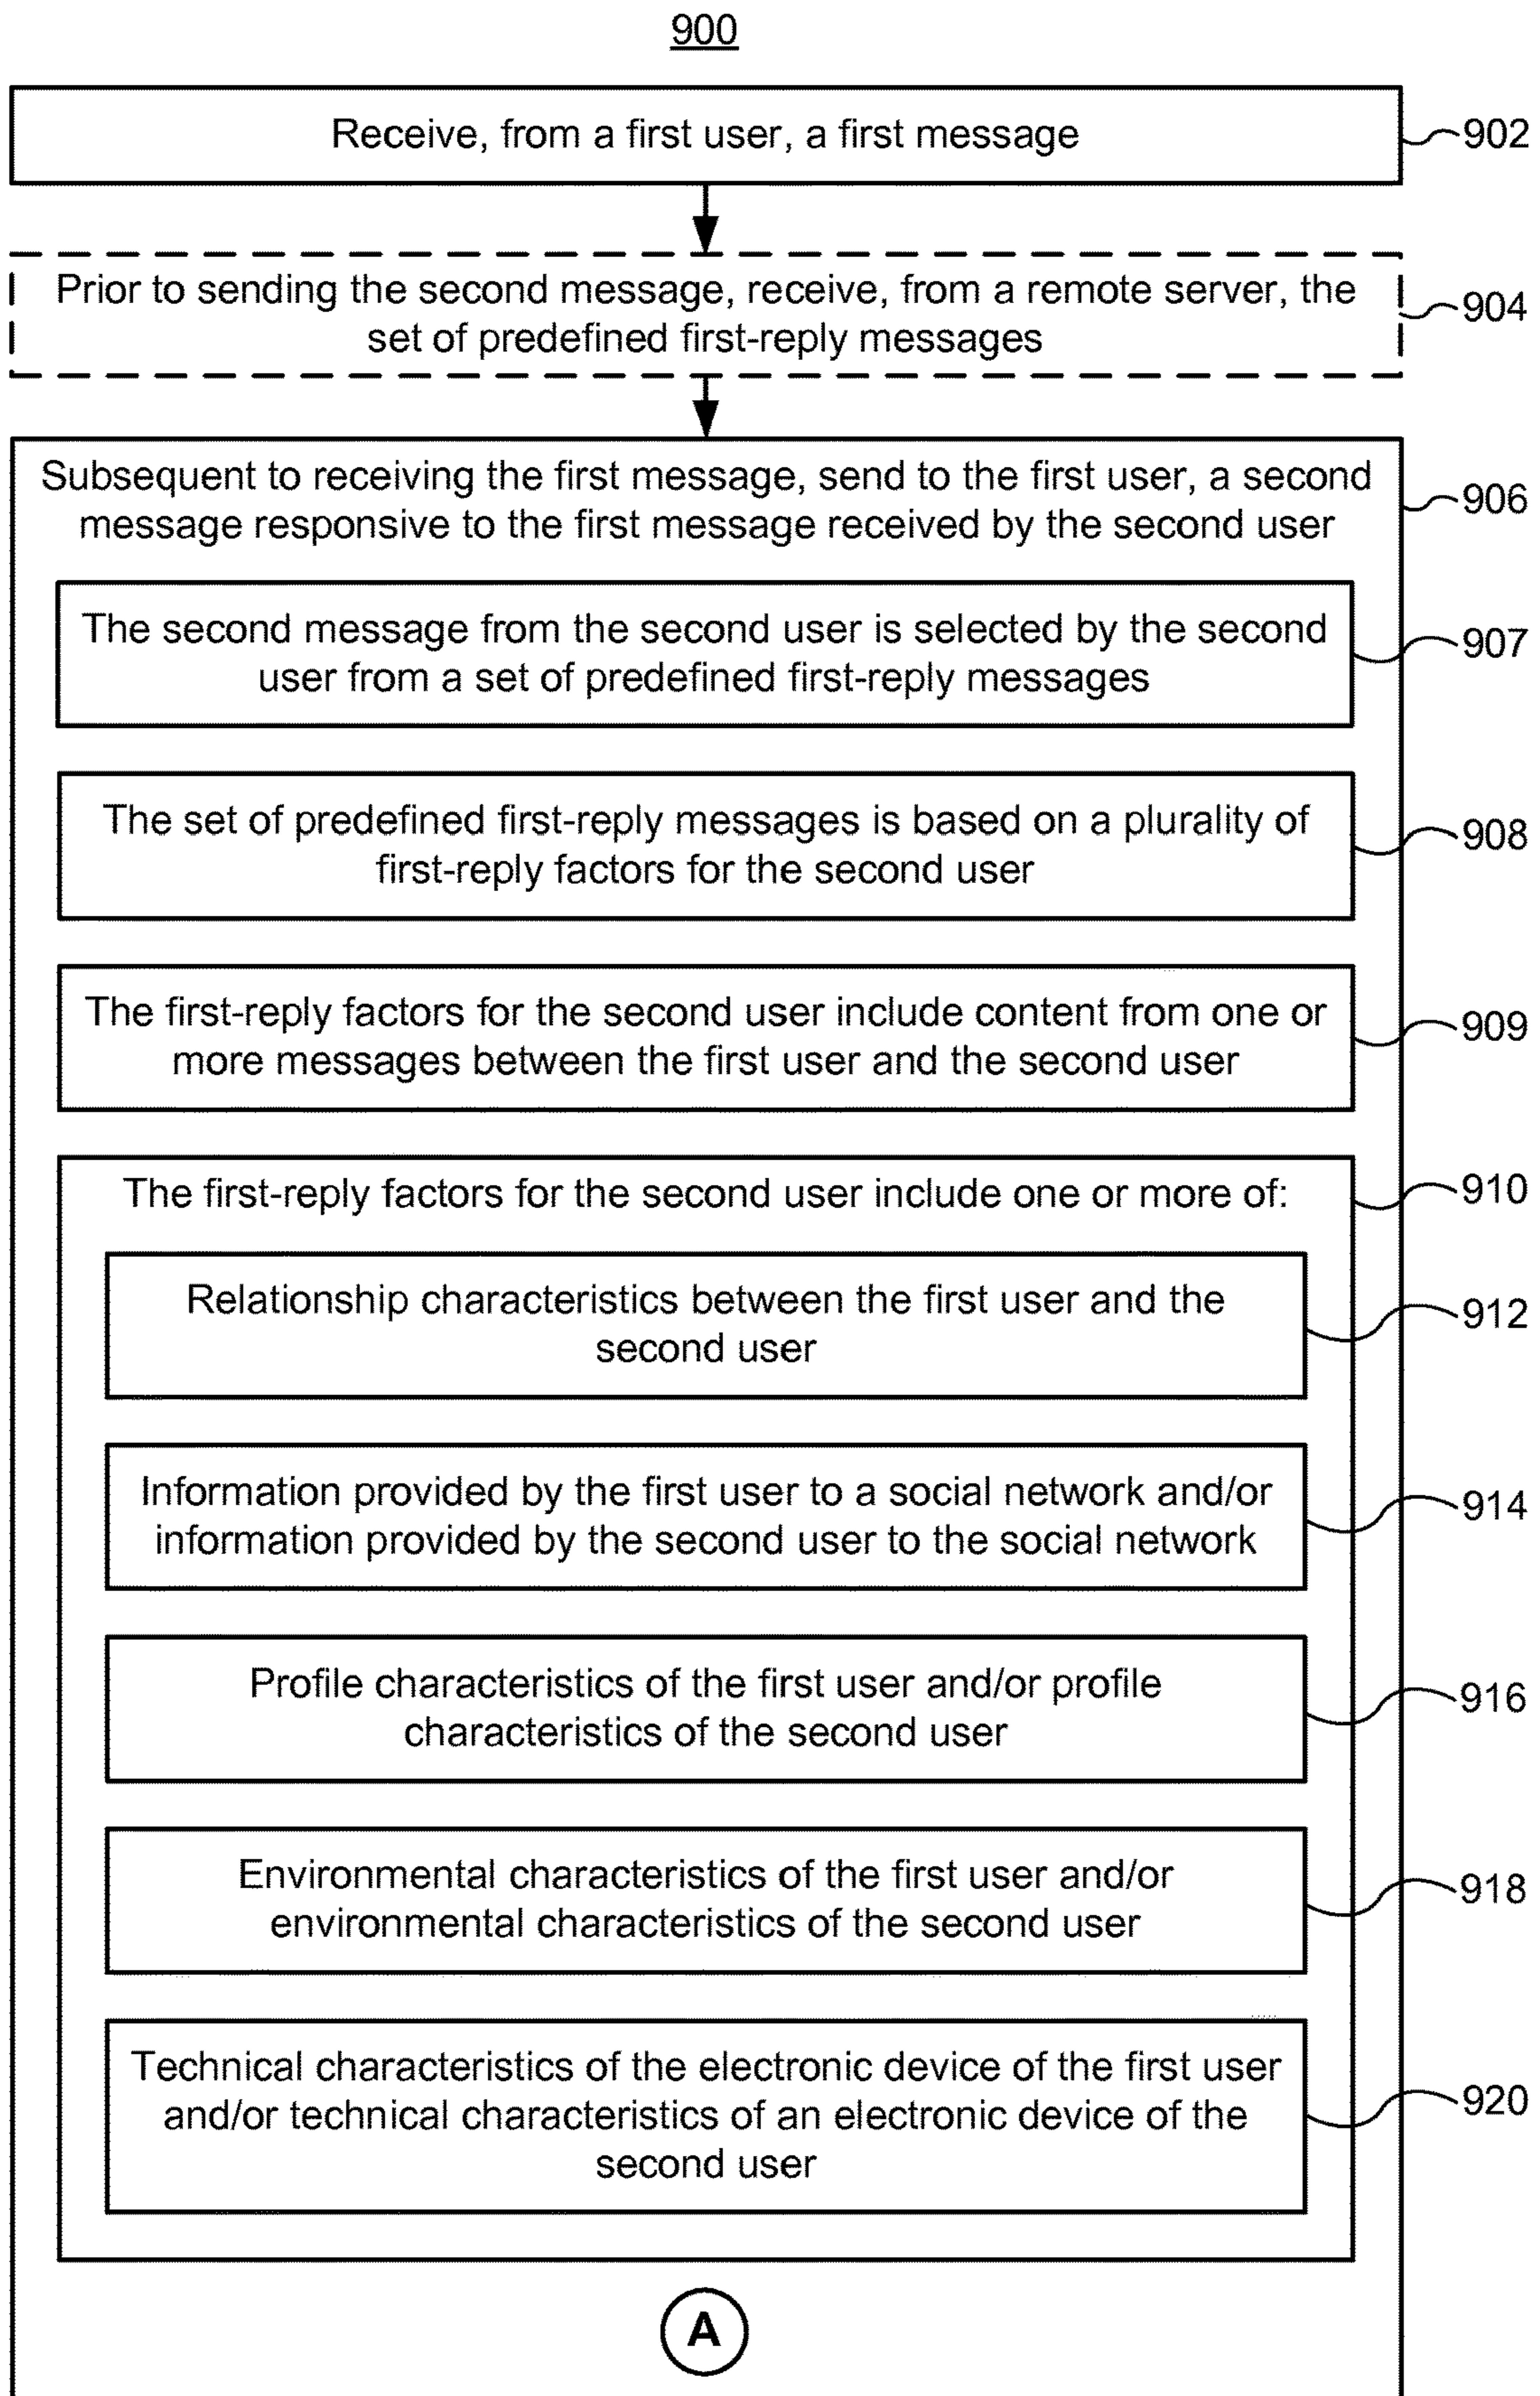 900
Receive, from a first user, a first message
902
Prior to sending the second message, receive, from a remote server, the
set of predefined first-reply messages
904
Subsequent to receiving the first message, send to the first user, a second
message responsive to the first message received by the second user
906
The second message from the second user is selected by the second
user from a set of predefined first-reply messages
907
The set of predefined first-reply messages is based on a plurality of
first-reply factors for the second user
908
The first-reply factors for the second user include content from one or
more messages between the first user and the second user
909
The first-reply factors for the second user include one or more of:
910
Relationship characteristics between the first user and the
second user
912
Information provided by the first user to a social network and/or
information provided by the second user to the social network
914
Profile characteristics of the first user and/or profile
characteristics of the second user
916
Environmental characteristics of the first user and/or
environmental characteristics of the second user
918
Technical characteristics of the electronic device of the first user
and/or technical characteristics of an electronic device of the
second user
920
A